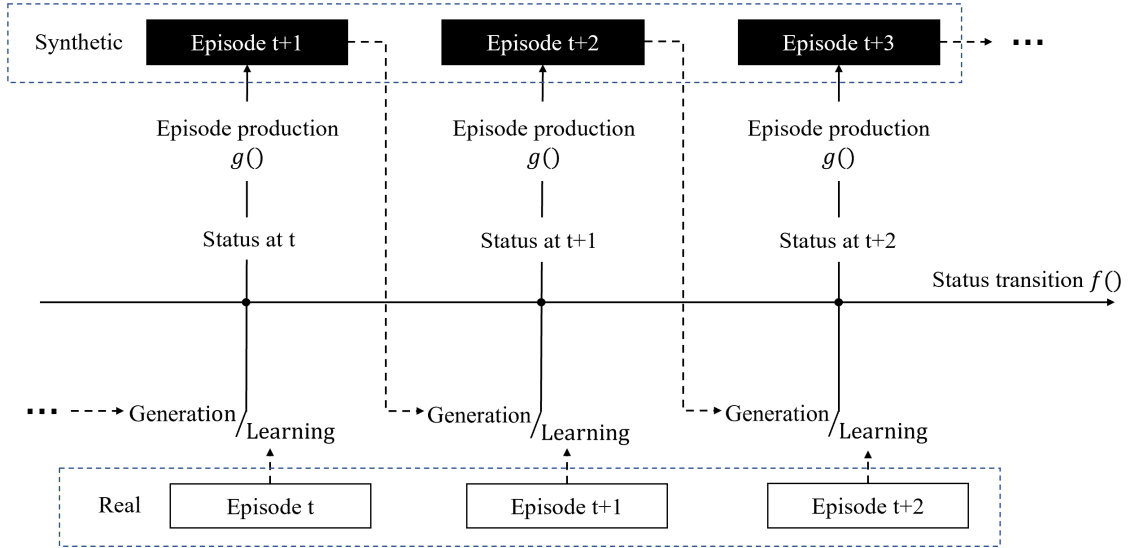 Synthetic
Episode t+1
Episode t+2
Episode t+3
...
Episode production
g()
Episode production
g()
Episode production
g()
Status at t
Status at t+1
Status at t+2
Status transition f()
...
Generation
Learning
Generation
Learning
Generation
Learning
Real
Episode t
Episode t+1
Episode t+2